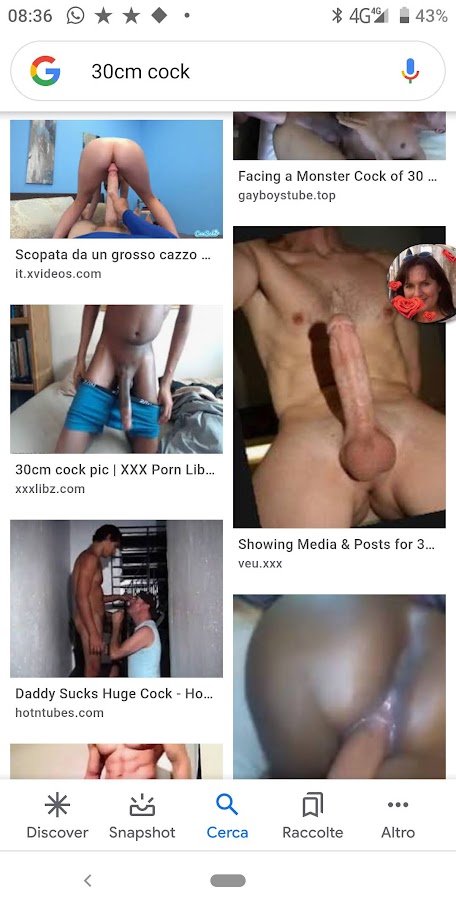 08:36
4G 4G 43%
30cm cock
Facing a Monster Cock of 30 ...
gayboystube.top
Scopata da un grosso cazzo ...
it.xvideos.com
30cm cock pic | XXX Porn Lib...
xxxlibz.com
Showing Media & Posts for 3...
veu.xxx
Daddy Sucks Huge Cock - Ho...
hotntubes.com
Discover Snapshot Cerca Raccolte Altro